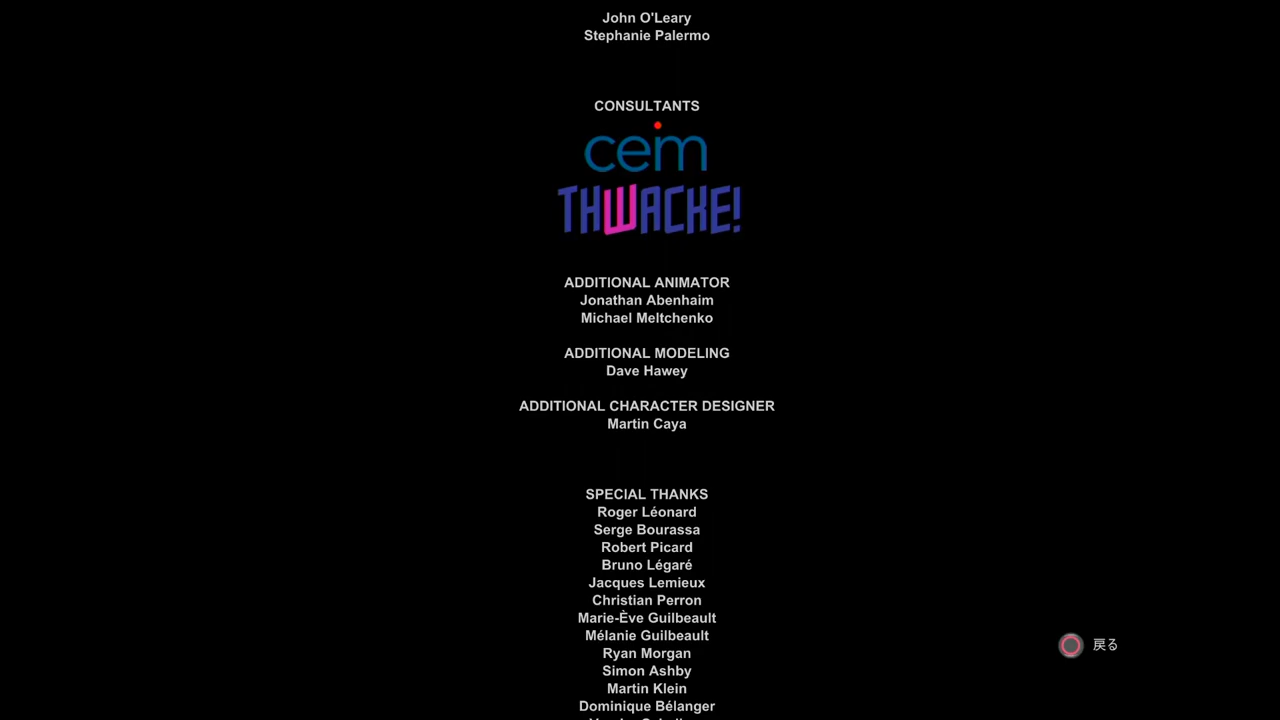 John O'Leary
Stephanie Palermo
CONSULTANTS
ceim
THWACKE!
ADDITIONAL ANIMATOR
Jonathan Abenhaim
Michael Meltchenko
ADDITIONAL MODELING
Dave Hawey
ADDITIONAL CHARACTER DESIGNER
Martin Caya
SPECIAL THANKS
Roger Léonard
Serge Bourassa
Robert Picard
Bruno Légaré
Jacques Lemieux
Christian Perron
Marie-Ève Guilbeault
Mélanie Guilbeault
Ryan Morgan
Simon Ashby
Martin Klein
Dominique Bélanger
戻る